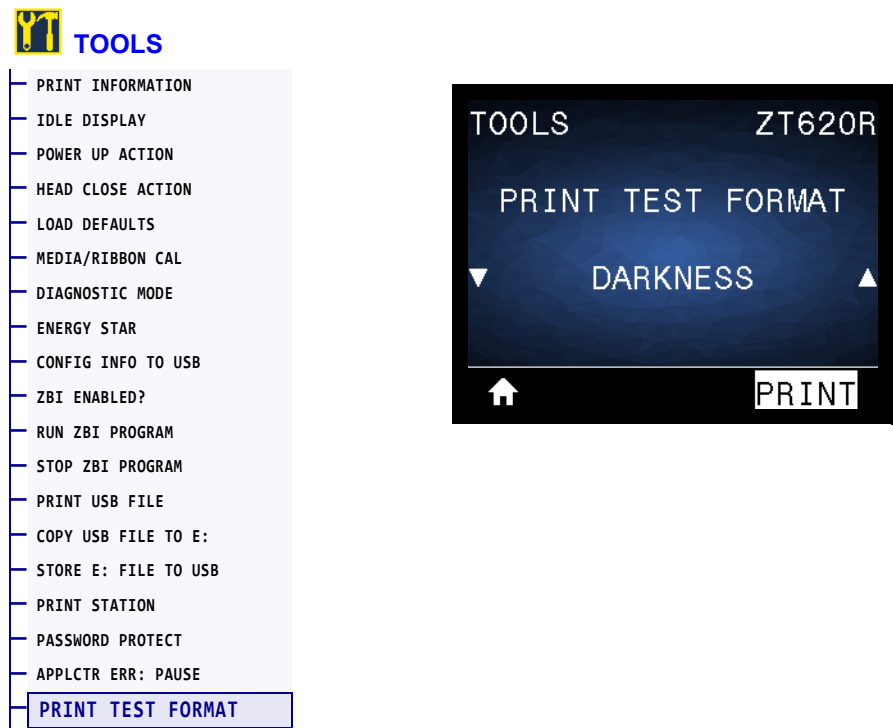 TOOLS
PRINT INFORMATION
IDLE DISPLAY
POWER UP ACTION
HEAD CLOSE ACTION
LOAD DEFAULTS
MEDIA/RIBBON CAL
DIAGNOSTIC MODE
ENERGY STAR
CONFIG INFO TO USB
ZBI ENABLED?
RUN ZBI PROGRAM
STOP ZBI PROGRAM
PRINT USB FILE
COPY USB FILE TO E:
STORE E: FILE TO USB
PRINT STATION
PASSWORD PROTECT
APPLCTR ERR: PAUSE
PRINT TEST FORMAT
TOOLS ZT620R
PRINT TEST FORMAT
DARKNESS
PRINT